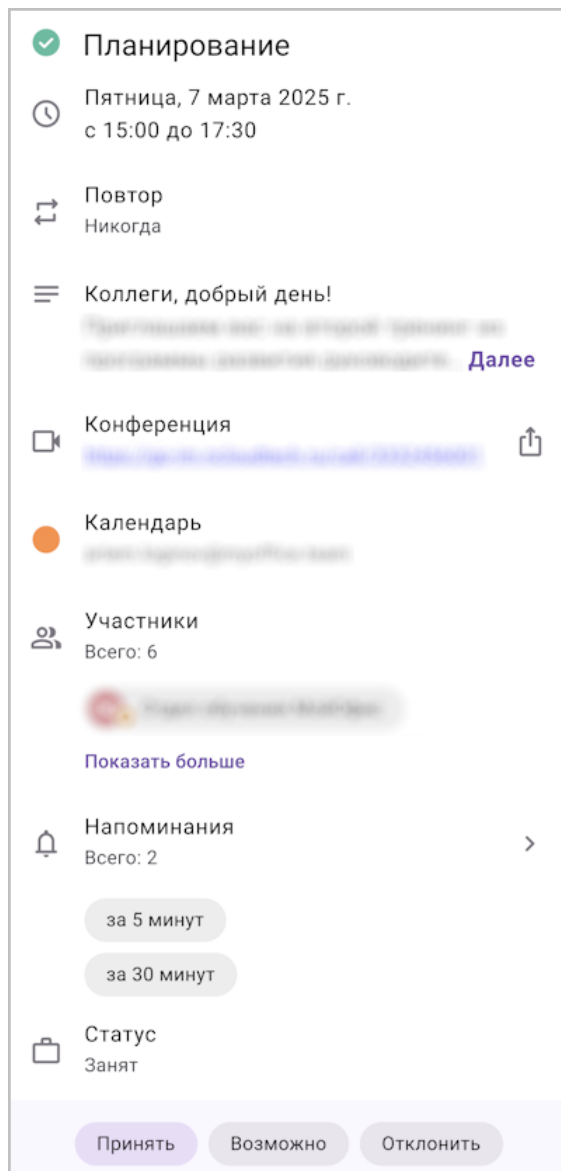 Планирование
Пятница, 7 марта 2025 г.
с 15:00 до 17:30
Повтор
Никогда
Коллеги, добрый день!
Далее
Конференция
Календарь
Участники
Всего: 6
Показать больше
Напоминания
Всего: 2
за 5 минут
за 30 минут
Статус
Занят
Принять
Возможно
Отклонить